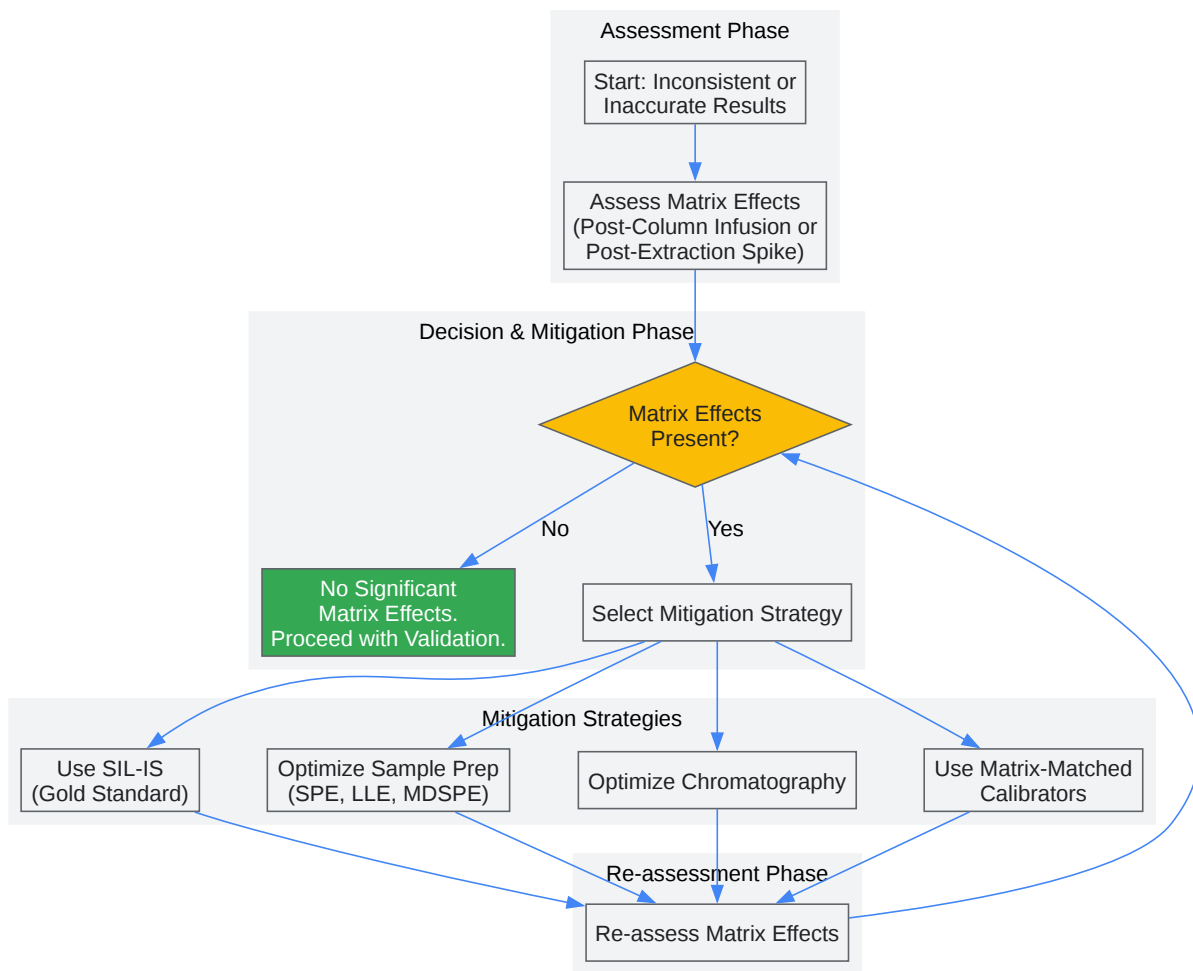 Assessment Phase
Start: Inconsistent or
Inaccurate Results
Assess Matrix Effects
(Post-Column Infusion or
Post-Extraction Spike)
Decision & Mitigation Phase
Matrix Effects
Present?
No
Yes
No Significant
Matrix Effects.
Proceed with Validation.
Select Mitigation Strategy
Mitigation Strategies
Use SIL-IS
(Gold Standard)
Optimize Sample Prep
(SPE, LLE, MDSPE)
Optimize Chromatography
Use Matrix-Matched
Calibrators
Re-assessment Phase
Re-assess Matrix Effects